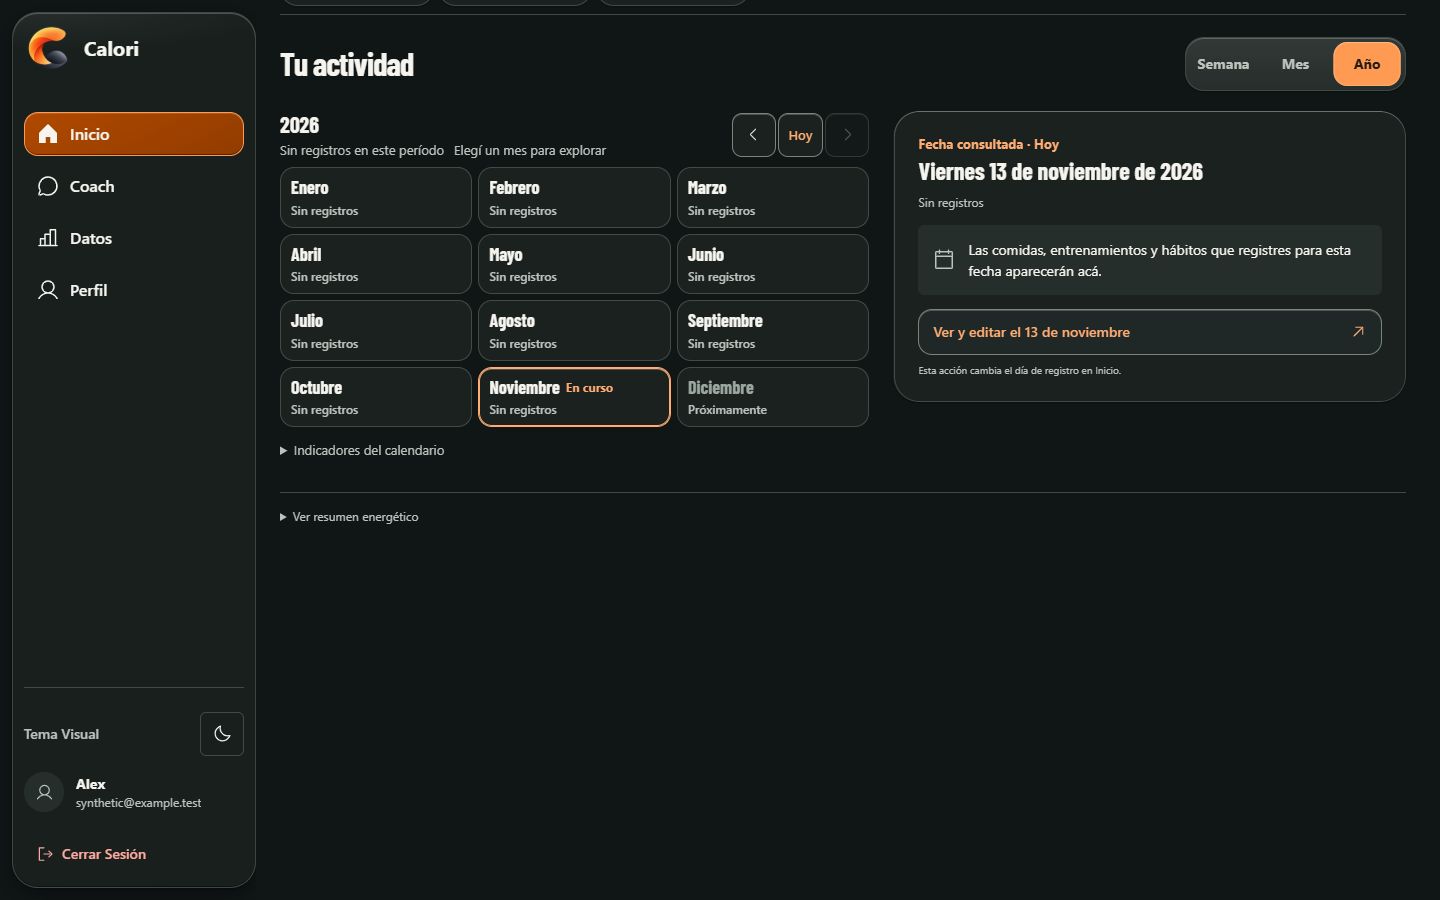 Calori
Inicio
Coach
Datos
Perfil
Tema Visual
Alex
synthetic@example.test
Cerrar Sesión
Tu actividad
Semana
Mes
Año
2026
Sin registros en este período Elegí un mes para explorar
Hoy
Enero
Sin registros
Febrero
Sin registros
Marzo
Sin registros
Abril
Sin registros
Mayo
Sin registros
Junio
Sin registros
Julio
Sin registros
Agosto
Sin registros
Septiembre
Sin registros
Octubre
Sin registros
Noviembre En curso
Sin registros
Diciembre
Próximamente
Indicadores del calendario
Ver resumen energético
Fecha consultada · Hoy
Viernes 13 de noviembre de 2026
Sin registros
Las comidas, entrenamientos y hábitos que registres para esta
fecha aparecerán acá.
Ver y editar el 13 de noviembre
Esta acción cambia el día de registro en Inicio.